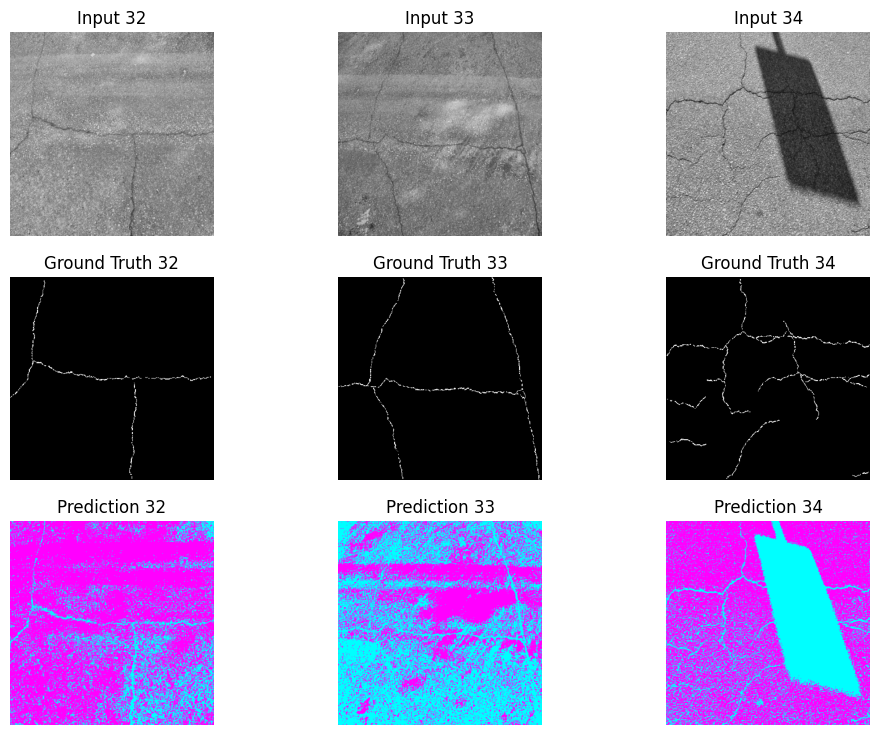 Input 32
Input 33
Input 34
Ground Truth 32
Ground Truth 33
Ground Truth 34
Prediction 32
Prediction 33
Prediction 34